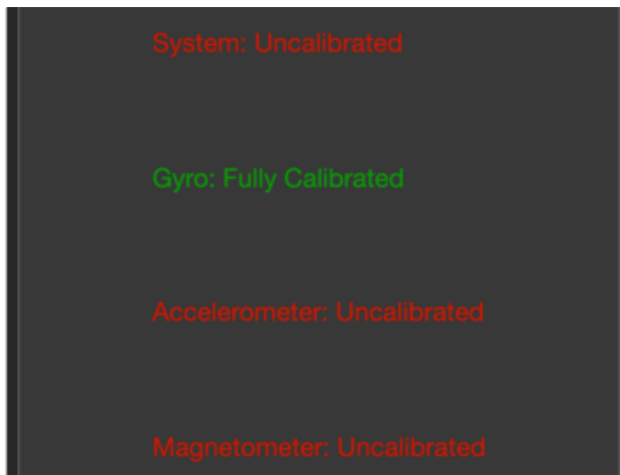 System: Uncalibrated
Gyro: Fully Calibrated
Accelerometer: Uncalibrated
Magnetometer: Uncalibrated